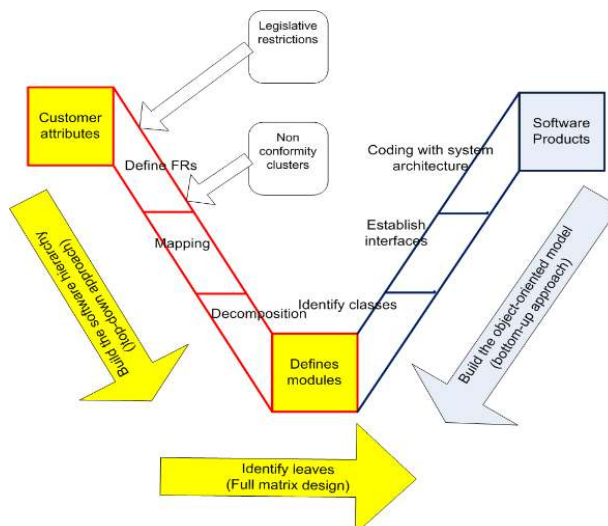 Legislative
restrictions
Customer
attributes
Software
Products
Non
conformity
clusters
Coding with system
architecture
Define FRs
Mapping
Establish
interfaces
Decomposition
Identify classes
Build the software hierarchy
)top-down approach)
Build the object-oriented model
(bottom-up approach)
Defines
modules
Identify leaves
(Full matrix design)